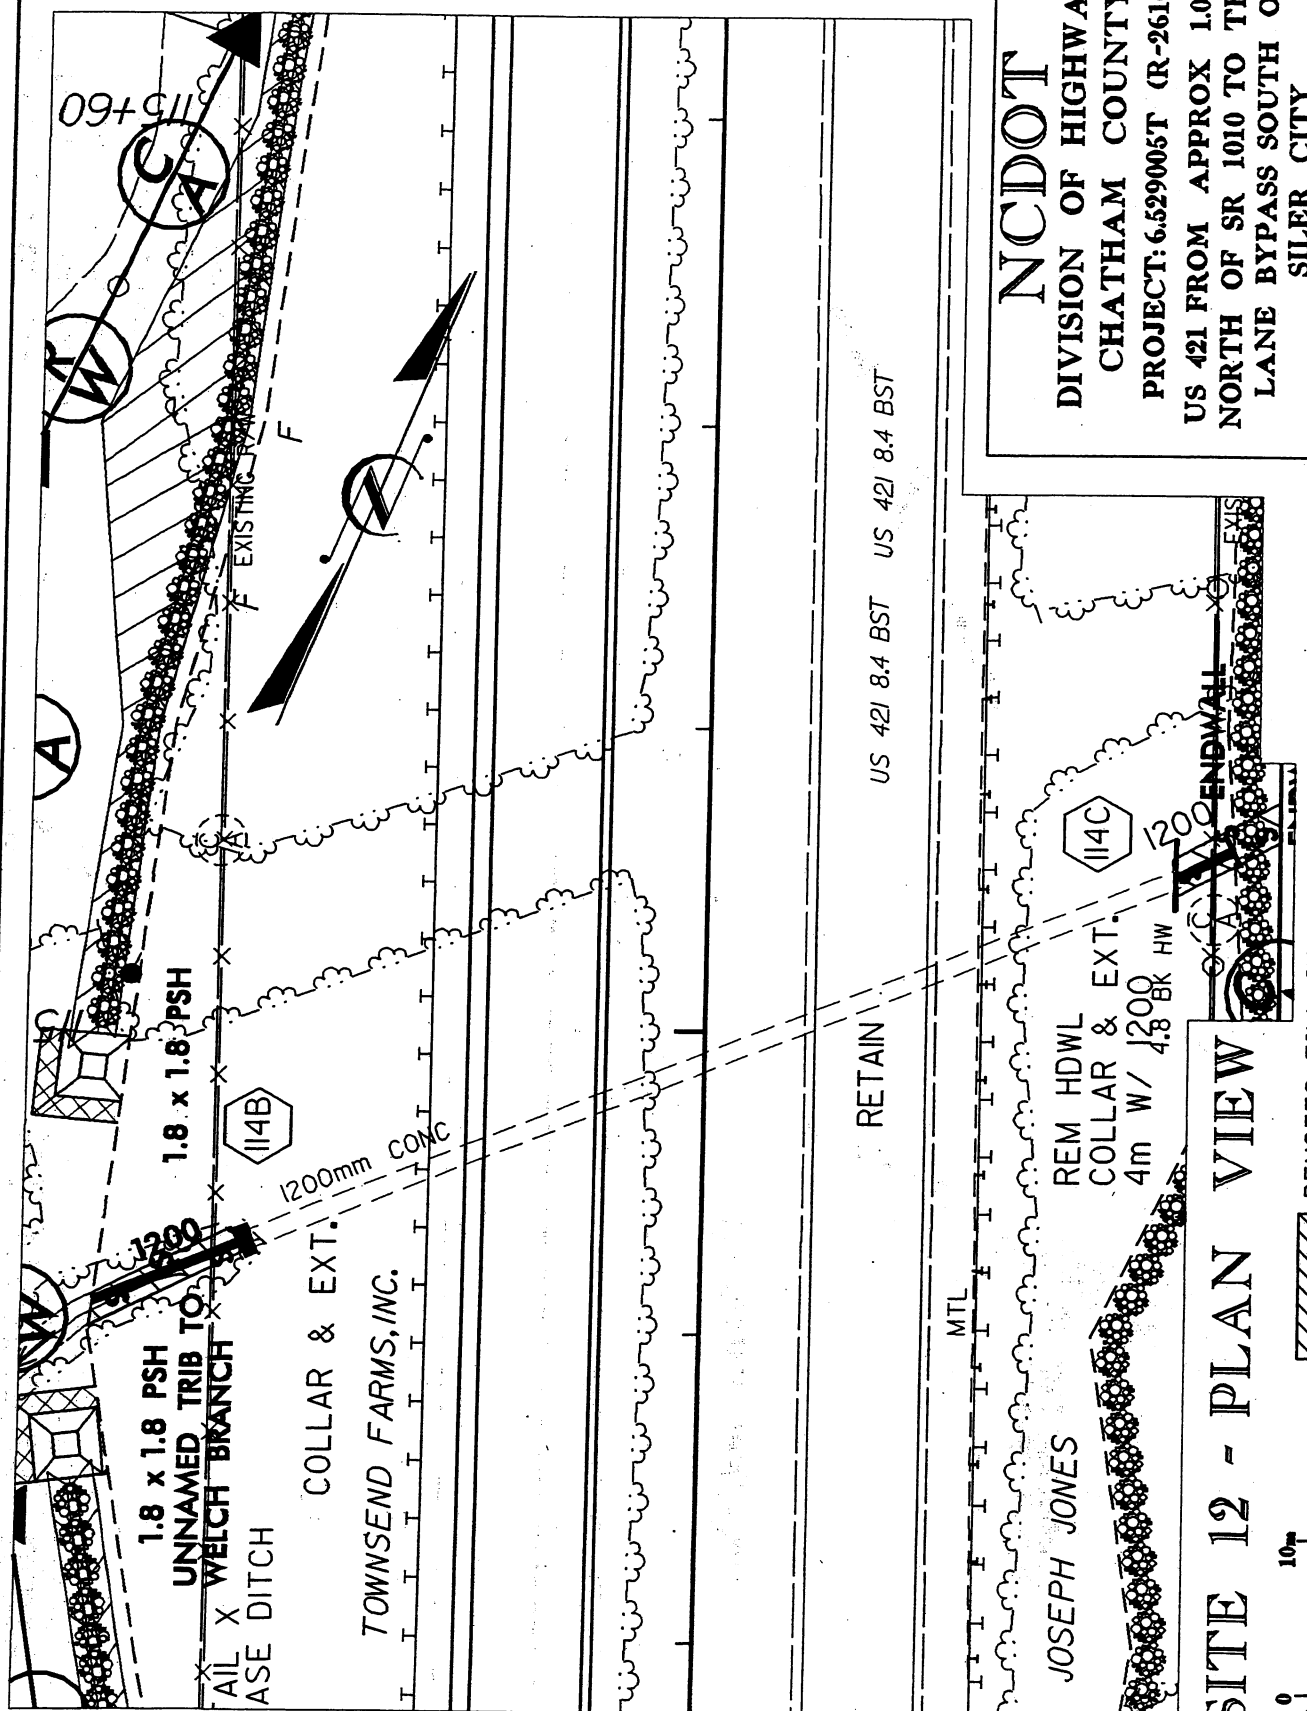 NCDOT
DIVISION OF HIGHWA
CHATHAM COUNTY
PROJECT: 6.529005T (R-261
US 421 FROM APPROX 1.0
NORTH OF SR 1010 TO TH
LANE BYPASS SOUTH O
SILER CITY
115+60
C
A
R
W
A
EXISTING R/W
F
F
N
US 421 8.4 BST
US 421 8.4 BST
EXIS
ENDWALL
1200
114C
C
A
REM HDWL
COLLAR & EXT.
4m W/ 1200
4.8 BK HW
C
A
RETAIN
1.8 x 1.8 PSH
114B
1200mm CONC
1200
W
1.8 x 1.8 PSH
UNNAMED TRIB TO
WELCH BRANCH
AIL X
ASE DITCH
COLLAR & EXT.
TOWNSEND FARMS, INC.
MTL
JOSEPH JONES
SITE 12 - PLAN VIEW
0
10m